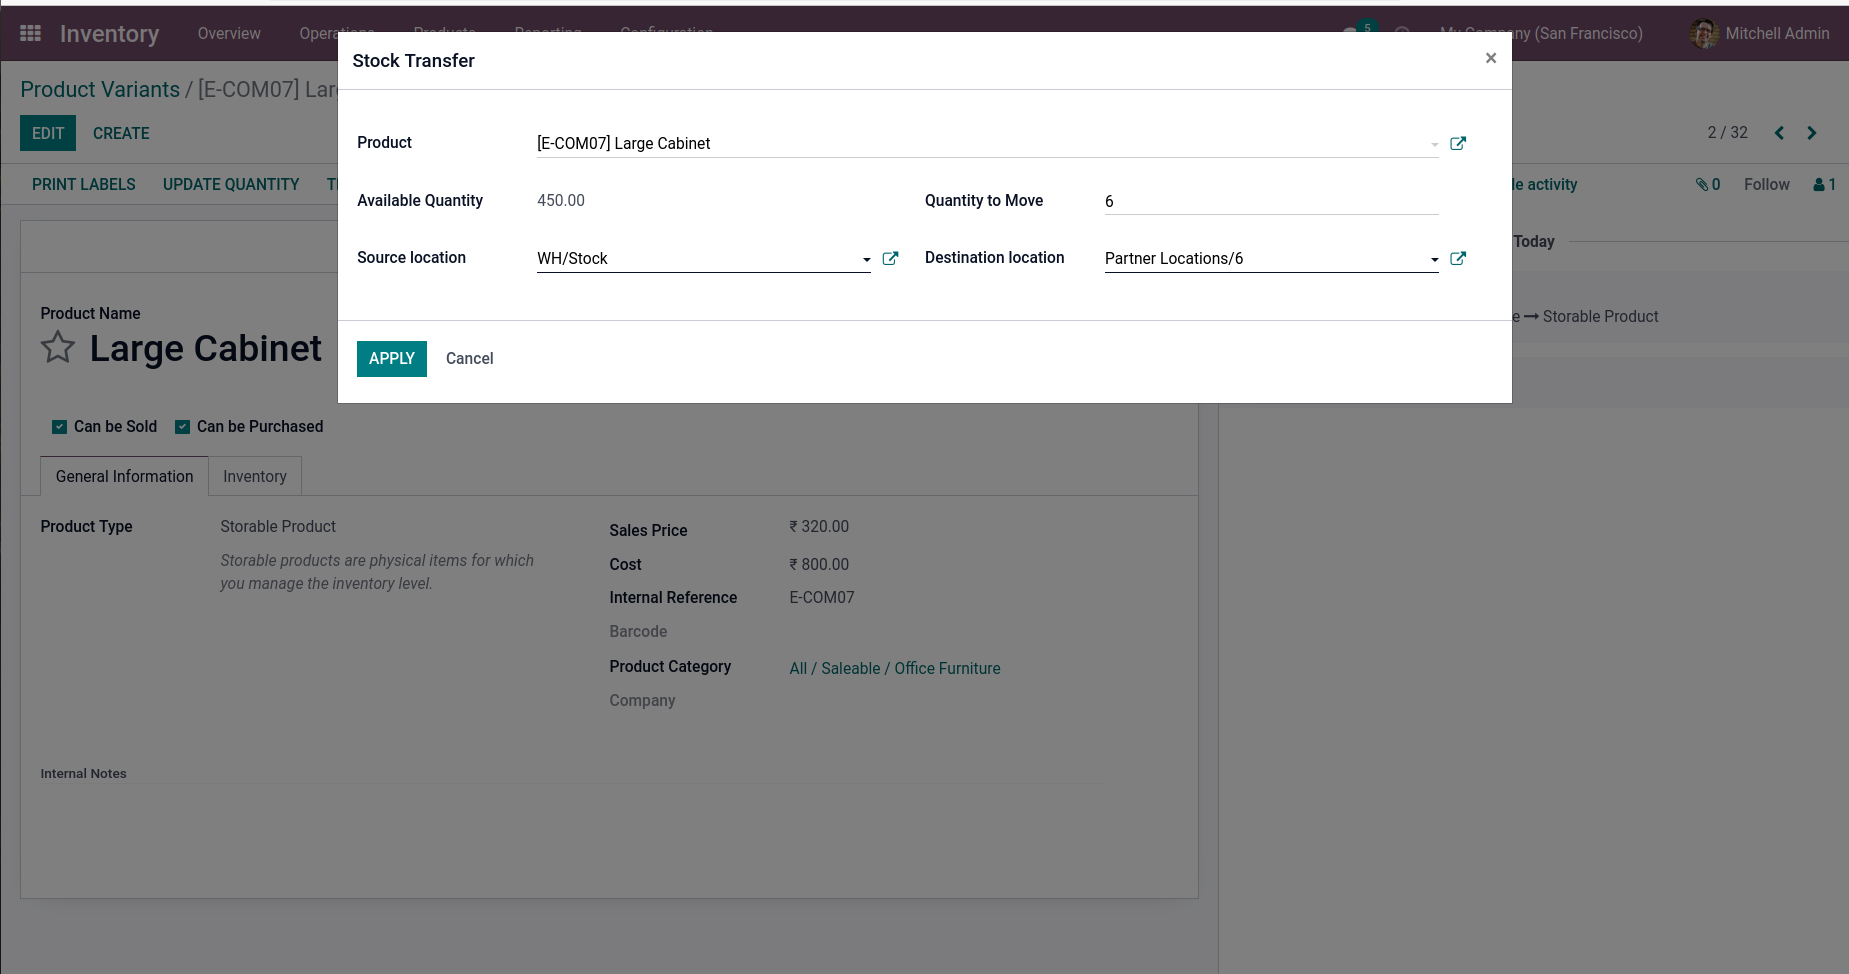 Inventory Overview Opera
5 My Company (San Francisco) Mitchell Admin
Stock Transfer ×
Product Variants / [E-COM07] Lar
EDIT CREATE
2 / 32
Product [E-COM07] Large Cabinet
PRINT LABELS UPDATE QUANTITY
le activity 0 Follow 1
Available Quantity 450.00 Quantity to Move 6
Today
Source location WH/Stock Destination location Partner Locations/6
Product Name
e → Storable Product
Large Cabinet
APPLY Cancel
Can be Sold Can be Purchased
General Information Inventory
Product Type Storable Product
Storable products are physical items for which
you manage the inventory level.
Sales Price ₹ 320.00
Cost ₹ 800.00
Internal Reference E-COM07
Barcode
Product Category All / Saleable / Office Furniture
Company
Internal Notes